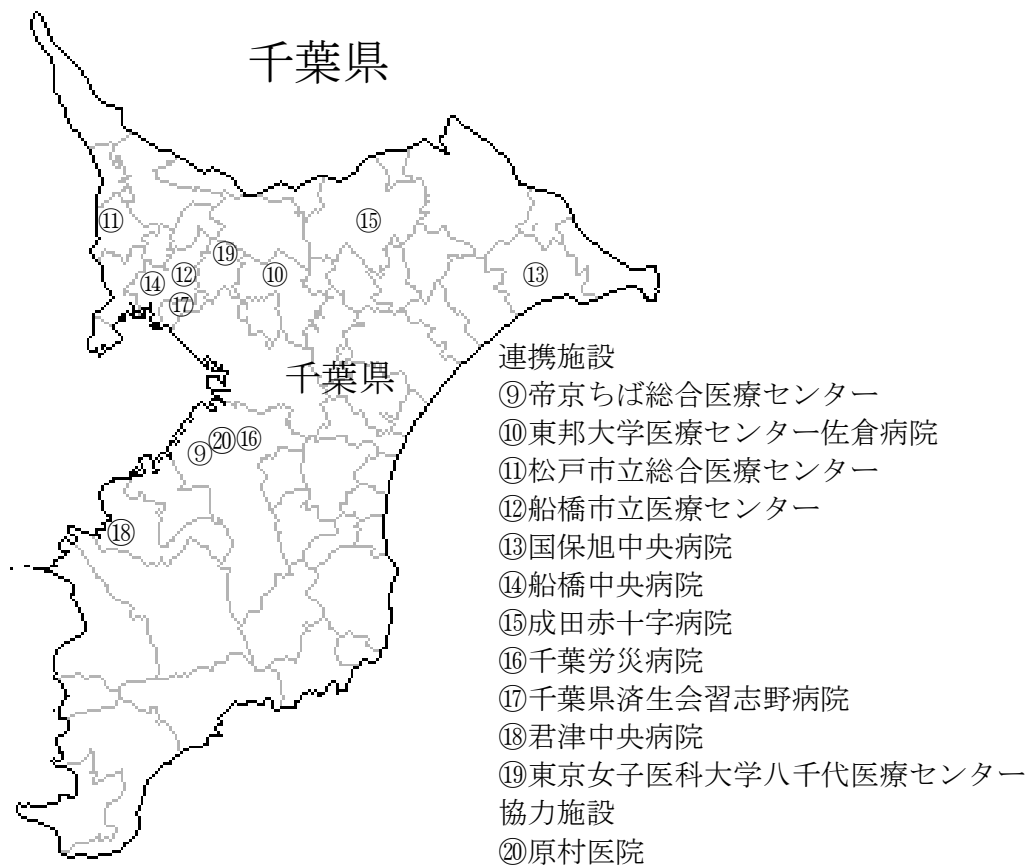 千葉県
⑪
⑮
⑲
⑭
⑫
⑩
⑬
⑰
千葉県
⑨
⑳
⑯
⑱
連携施設
⑨帝京ちば総合医療センター
⑩東邦大学医療センター佐倉病院
⑪松戸市立総合医療センター
⑫船橋市立医療センター
⑬国保旭中央病院
⑭船橋中央病院
⑮成田赤十字病院
⑯千葉労災病院
⑰千葉県済生会習志野病院
⑱君津中央病院
⑲東京女子医科大学八千代医療センター
協力施設
⑳原村医院